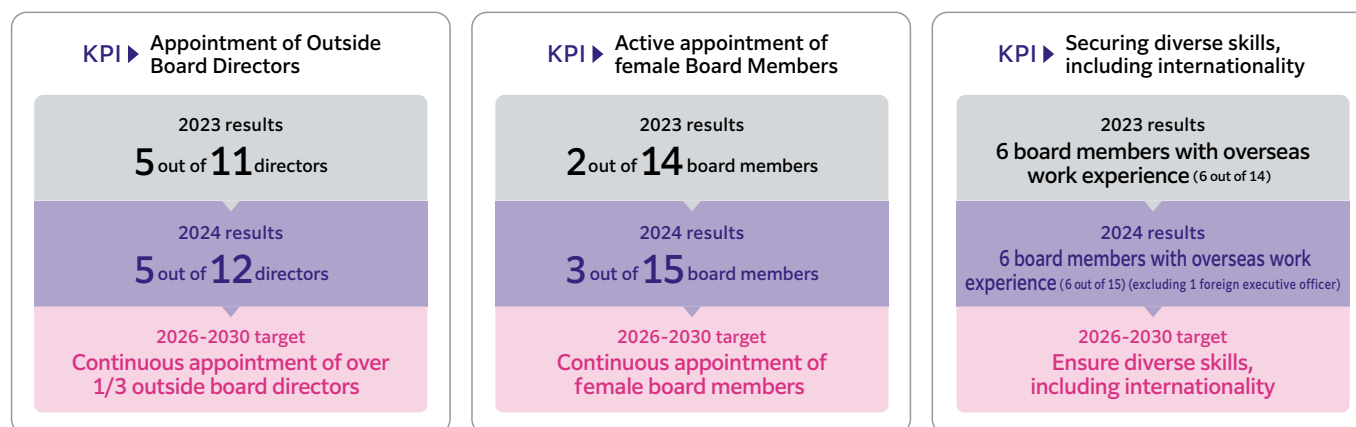 KPI Appointment of Outside
Board Directors
2023 results
5 out of 11 directors
2024 results
5 out of 12 directors
2026-2030 target
Continuous appointment of over
1/3 outside board directors
KPI Active appointment of
female Board Members
2023 results
2 out of 14 board members
2024 results
3 out of 15 board members
2026-2030 target
Continuous appointment of
female board members
KPI Securing diverse skills,
including internationality
2023 results
6 board members with overseas
work experience (6 out of 14)
2024 results
6 board members with overseas work
experience (6 out of 15) (excluding 1 foreign executive officer)
2026-2030 target
Ensure diverse skills,
including internationality